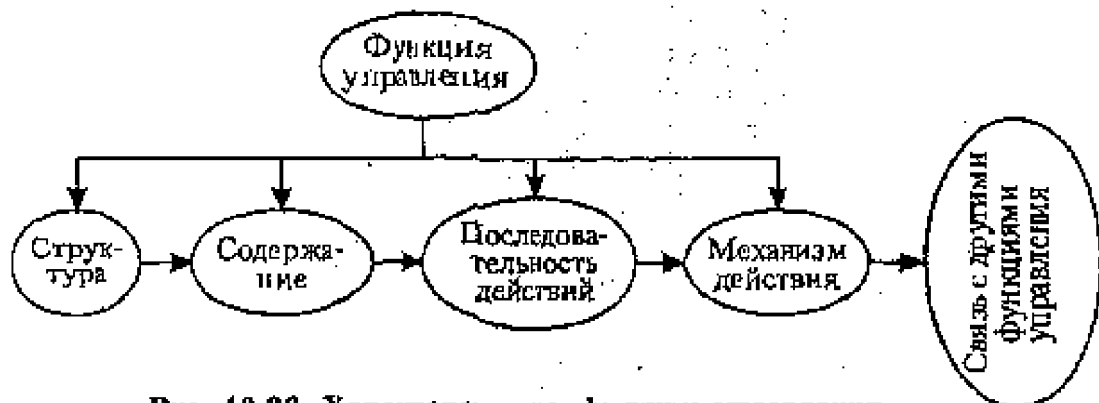 Функция
управления
Струк-
тура
Содержа-
ние
Последова-
тельность
действий
Механизм
действия
Связь с другими
функциями
управления